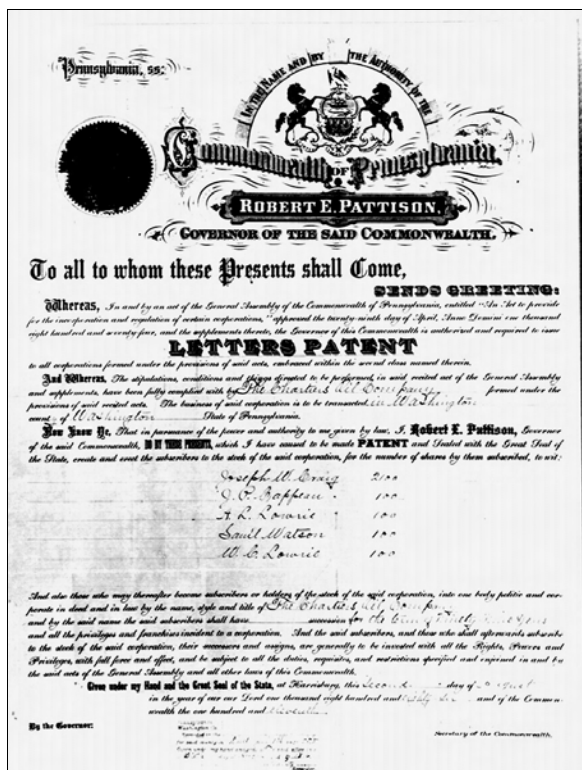 Pennsylvania, ss:
IN THE NAME AND BY THE AUTHORITY OF THE
Commonwealth OF Pennsylvania.
ROBERT E. PATTISON,
GOVERNOR OF THE SAID COMMONWEALTH.
To all to whom these Presents shall Come,
SENDS GREETING:
Whereas, In and by an act of the General Assembly of the Commonwealth of Pennsylvania, entitled "An Act to provide
for the incorporation and regulation of certain corporations," approved the twenty-ninth day of April, Anno Domini one thousand
eight hundred and seventy-four, and the supplements thereto, the Governor of this Commonwealth is authorized and required to issue
LETTERS PATENT
to all corporations formed under the provisions of said acts, embraced within the second class named therein.
And Whereas, The stipulations, conditions and things directed to be performed in said recited act of the General Assembly
and supplements, have been fully complied with by The Chartiers Oil Company formed under the
provisions of said recited acts. The business of said corporation is to be transacted in Washington
county of Washington State of Pennsylvania.
Now Know Ye, That in pursuance of the power and authority to me given by law, I, Robert E. Pattison, Governor
of the said Commonwealth, DO BY THESE PRESENTS, which I have caused to be made PATENT and Sealed with the Great Seal of
the State, create and erect the subscribers to the stock of the said corporation, for the number of shares by them subscribed, to wit:
Joseph W. Craig 2100
J. P. 100
A. L. Lowrie 100
Watson 100
W. C. Lowrie 100
And also those who may thereafter become subscribers or holders of the stock of the said corporation, into one body politic and cor-
porate in deed and in law by the name, style and title of The Chartiers Oil Company
and by the said name the said subscribers shall have succession for the term of Ninety nine years
and all the privileges and franchises incident to a corporation. And the said subscribers, and those who shall afterwards subscribe
to the stock of the said corporation, their successors and assigns, are generally to be invested with all the Rights, Powers and
Privileges, with full force and effect, and be subject to all the duties, requisites, and restrictions specified and enjoined in and by
the said acts of the General Assembly and all other laws of this Commonwealth.
Given under my Hand and the Great Seal of the State, at Harrisburg, this Second day of August
in the year of our Lord one thousand eight hundred and eighty six and of the Common-
wealth the one hundred and eleventh
By the Governor:
Secretary of the Commonwealth.